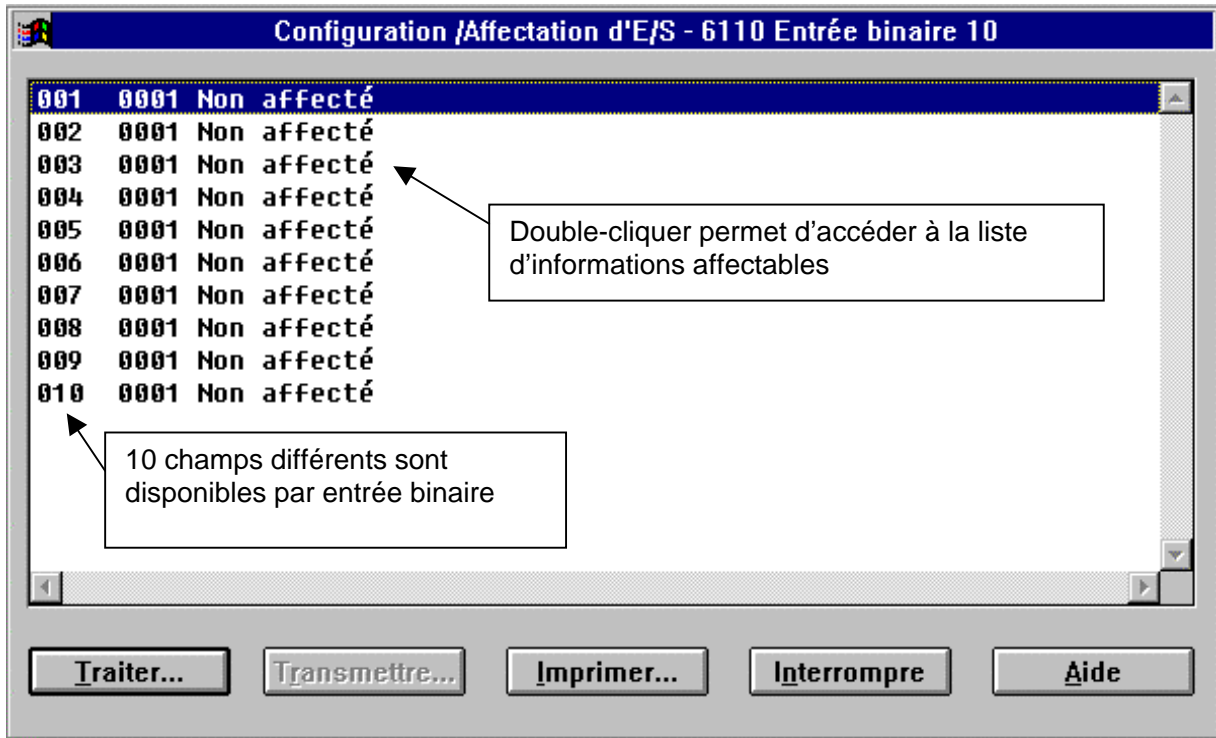 Configuration /Affectation d'E/S - 6110 Entrée binaire 10
001 0001 Non affecté
002 0001 Non affecté
003 0001 Non affecté
004 0001 Non affecté
005 0001 Non affecté
006 0001 Non affecté
007 0001 Non affecté
008 0001 Non affecté
009 0001 Non affecté
010 0001 Non affecté
Double-cliquer permet d’accéder à la liste
d’informations affectables
10 champs différents sont
disponibles par entrée binaire
Traiter...
Transmettre...
Imprimer...
Interrompre
Aide